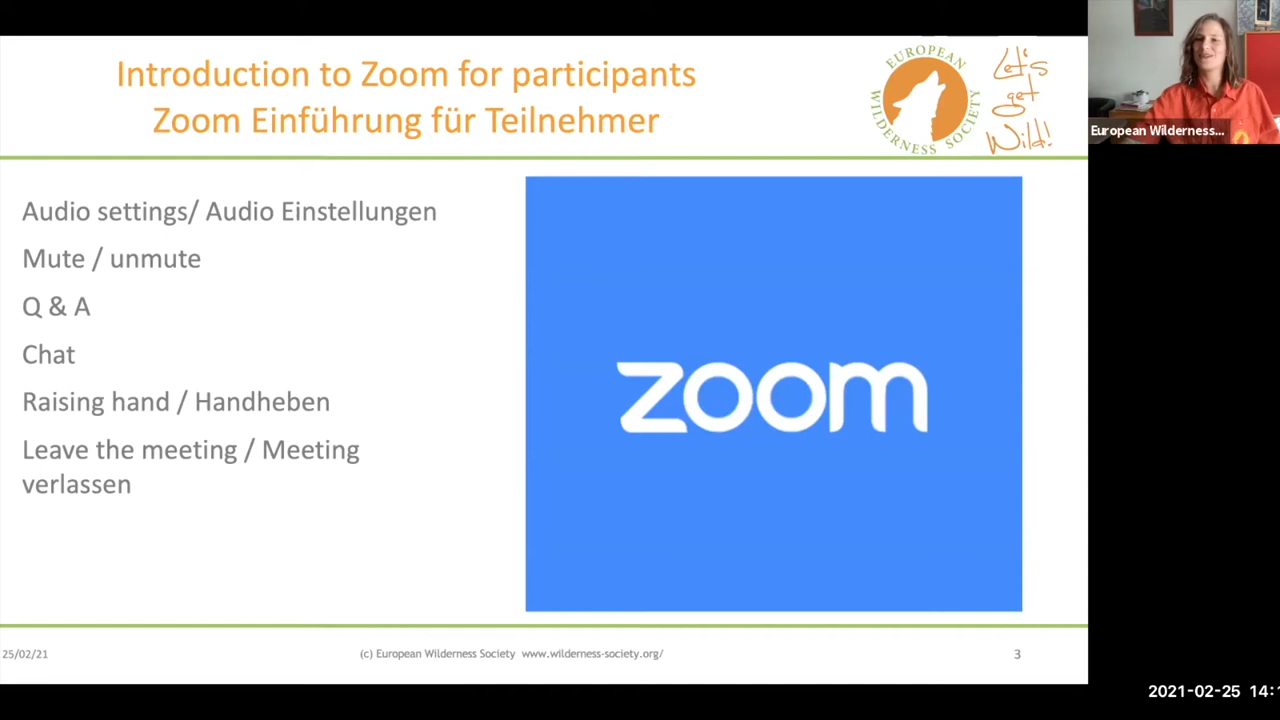 Introduction to Zoom for participants
Zoom Einführung für Teilnehmer
EUROPEAN
WILDERNESS SOCIETY
Let's
get
Wild!
European Wilderness...
Audio settings/ Audio Einstellungen
Mute / unmute
Q & A
Chat
Raising hand / Handheben
Leave the meeting / Meeting
verlassen
zoom
25/02/21
(c) European Wilderness Society www.wilderness-society.org/
3
2021-02-25 14:1